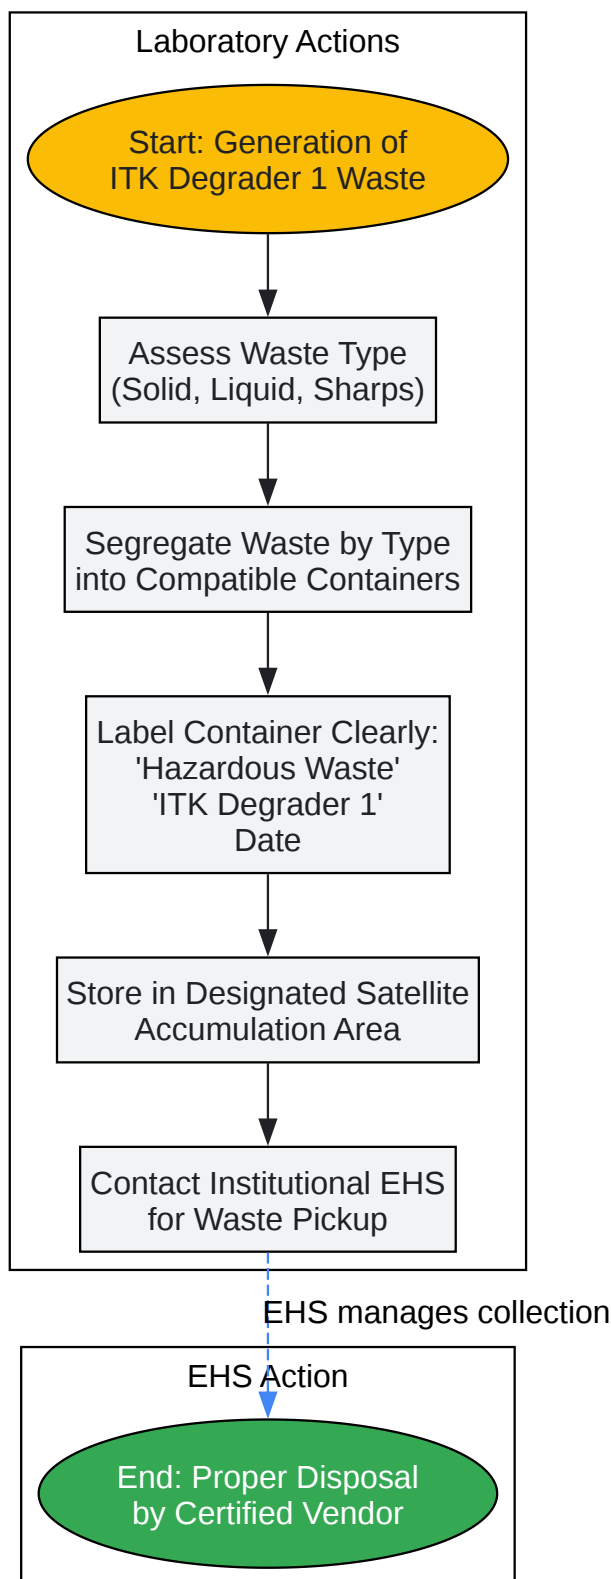 Laboratory Actions
Start: Generation of
ITK Degrader 1 Waste
Assess Waste Type
(Solid, Liquid, Sharps)
Segregate Waste by Type
into Compatible Containers
Label Container Clearly:
'Hazardous Waste'
'ITK Degrader 1'
Date
Store in Designated Satellite
Accumulation Area
Contact Institutional EHS
for Waste Pickup
EHS manages collection
EHS Action
End: Proper Disposal
by Certified Vendor